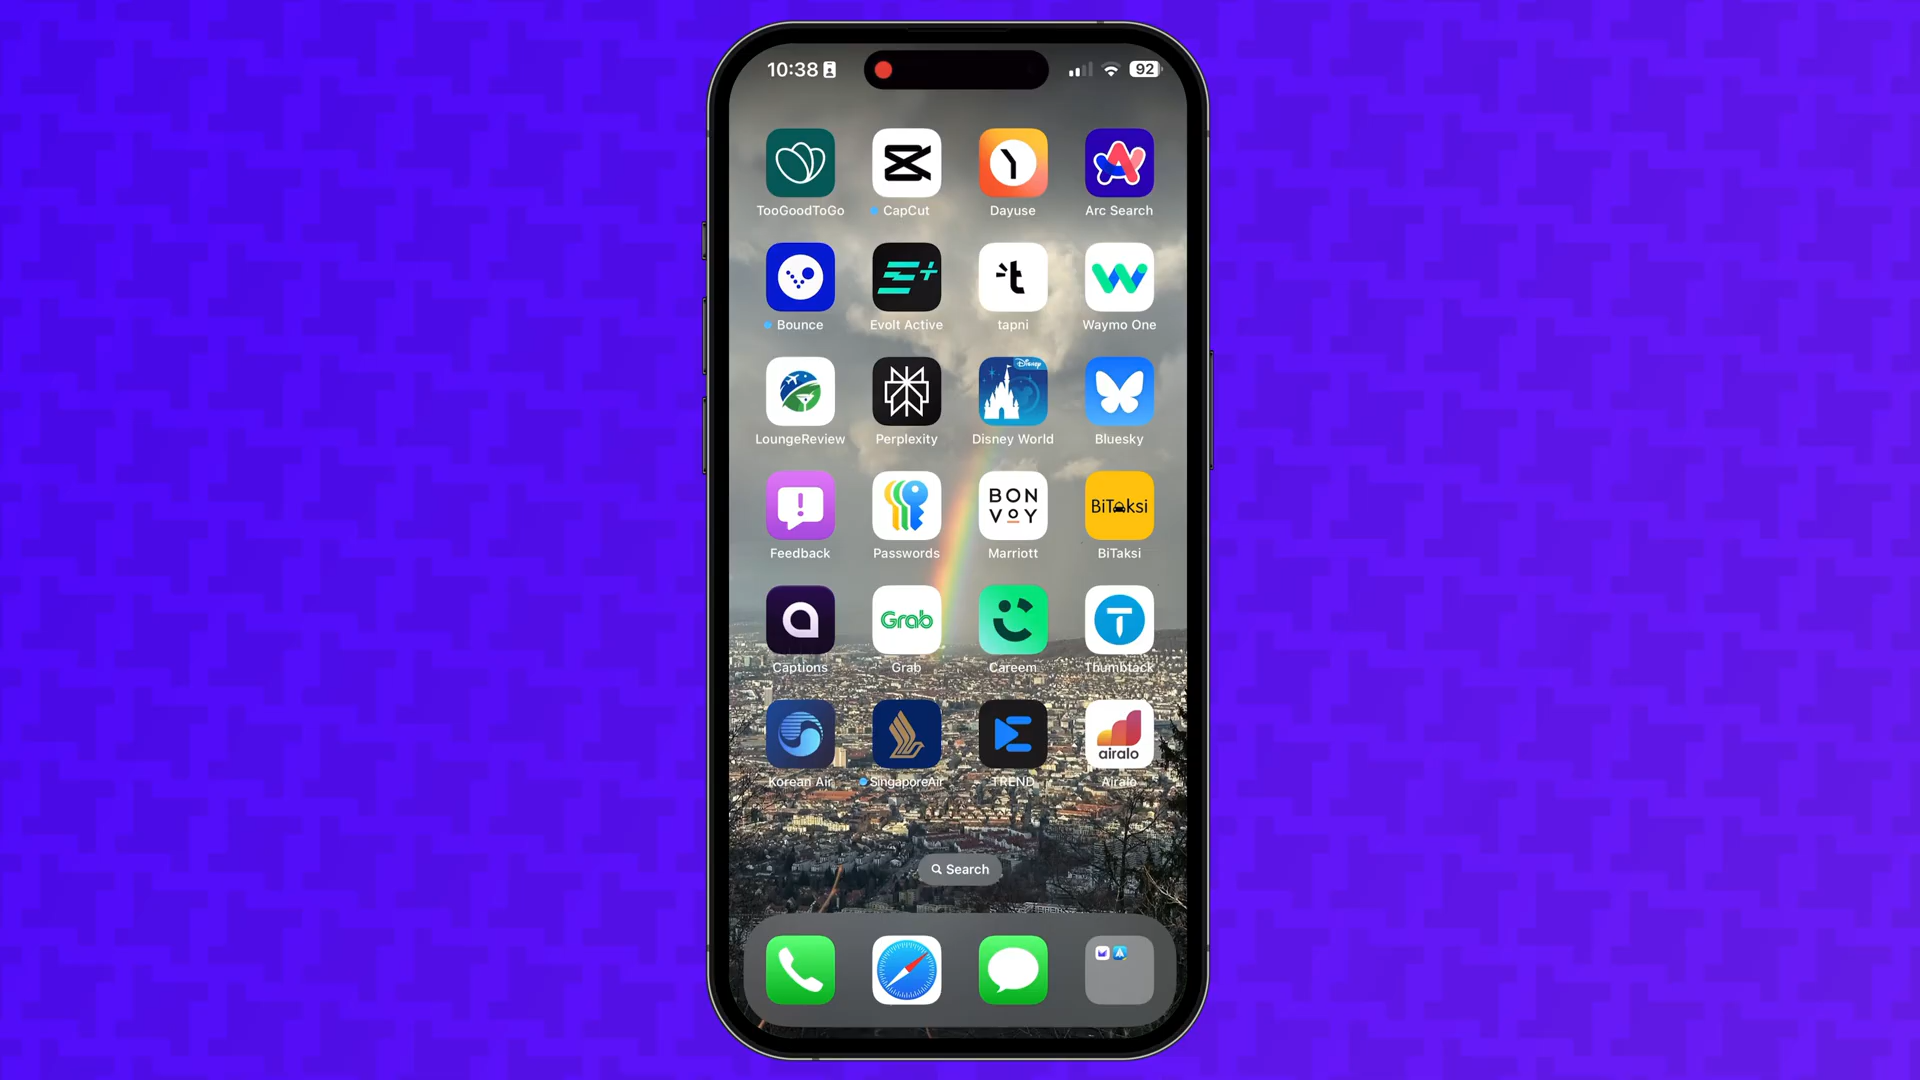 10:38
92
TooGoodToGo CapCut Dayuse Arc Search
Bounce Evolt Active tapni Waymo One
Disney
LoungeReview Perplexity Disney World Bluesky
BON
VOY
BiTaksi
Feedback Passwords Marriott BiTaksi
Grab
Captions Grab Careem Thumbtack
airalo
Korean Air SingaporeAir TREND Airalo
Search